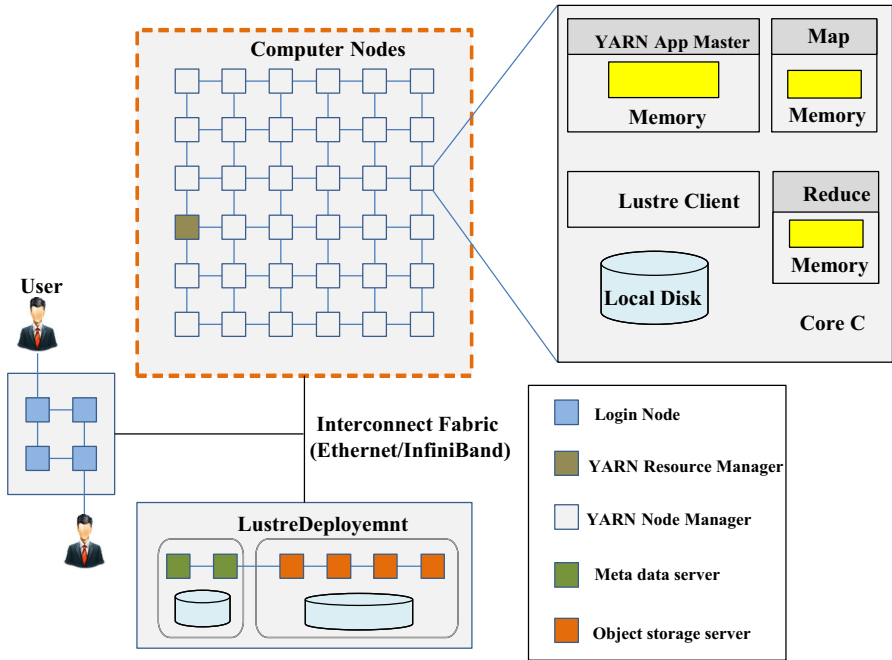 Computer Nodes
YARN App Master
Memory
Map
Memory
Lustre Client
Reduce
Memory
Local Disk
Core C
User
Interconnect Fabric
(Ethernet/InfiniBand)
LustreDeployemnt
Login Node
YARN Resource Manager
YARN Node Manager
Meta data server
Object storage server